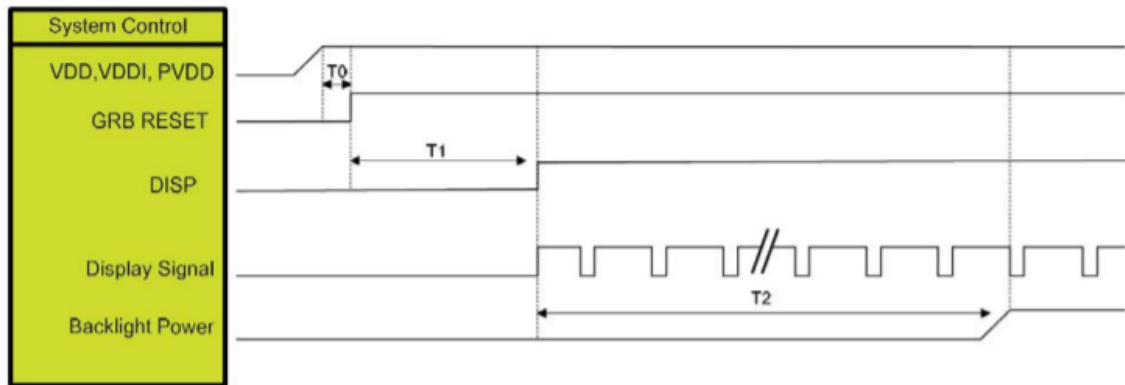 System Control
VDD,VDDI, PVDD
T0
GRB RESET
T1
DISP
Display Signal
T2
Backlight Power